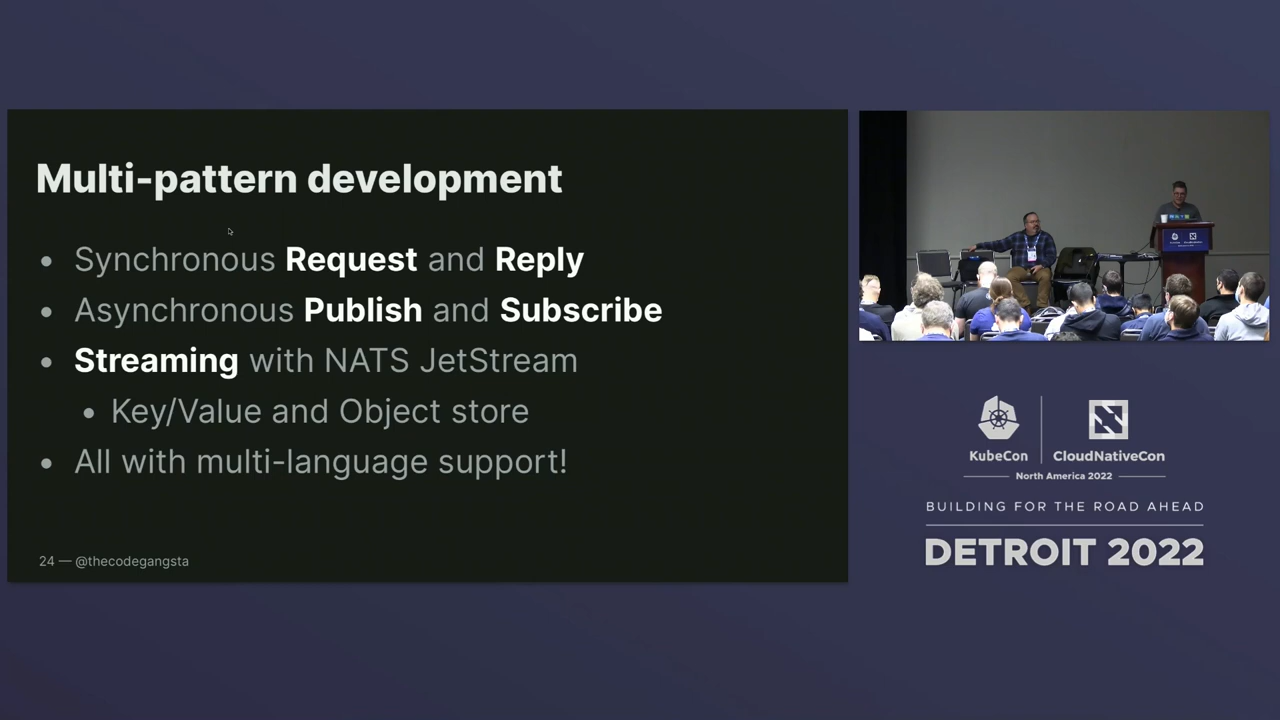 Multi-pattern development
• Synchronous Request and Reply
• Asynchronous Publish and Subscribe
• Streaming with NATS JetStream
• Key/Value and Object store
• All with multi-language support!
24 — @thecodegangsta
KubeCon
CloudNativeCon
North America 2022
BUILDING FOR THE ROAD AHEAD
DETROIT 2022